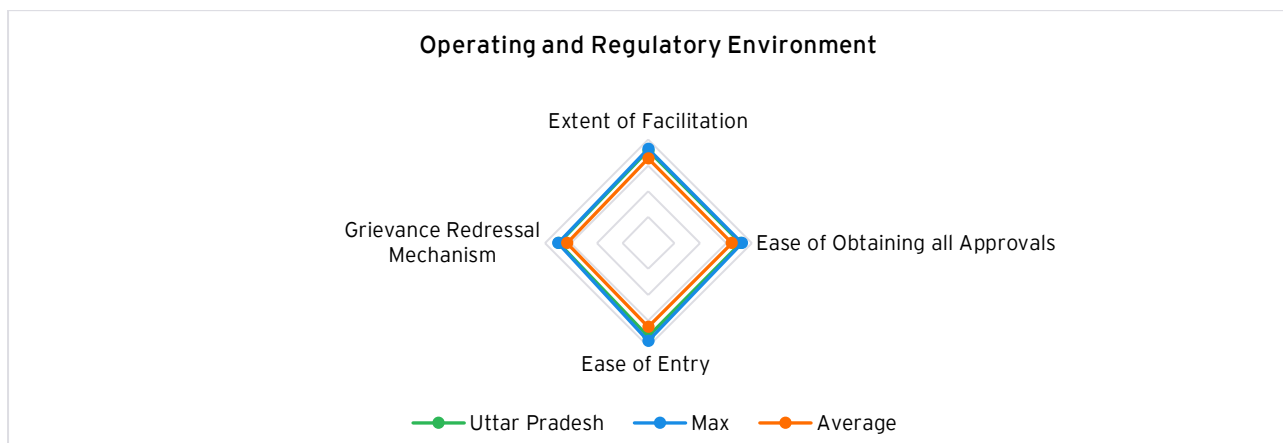 Operating and Regulatory Environment
Extent of Facilitation
Grievance Redressal
Mechanism
Ease of Obtaining all Approvals
Ease of Entry
Uttar Pradesh
Max
Average